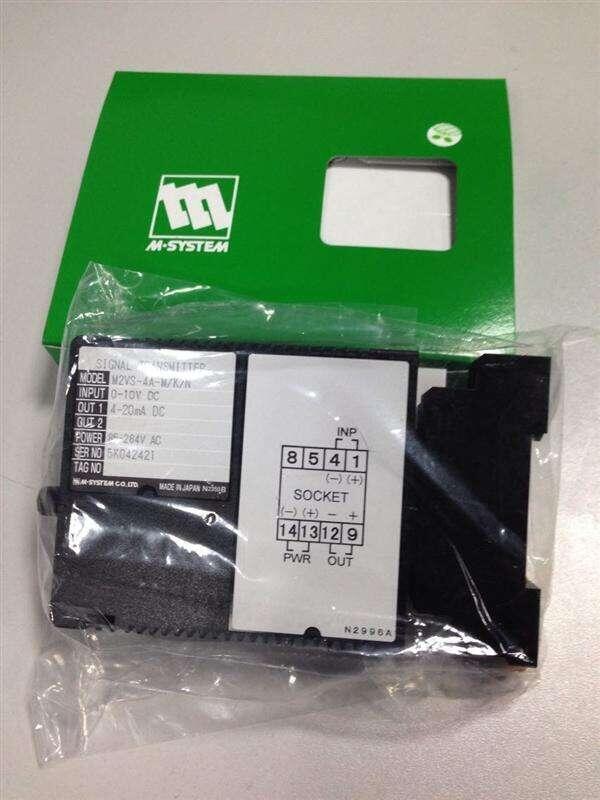 M-SYSTEM
SIGNAL TRANSMITTER
MODEL M2VS-4A-M/K/N
INPUT 0-10V DC
OUT 1 4-20mA DC
OUT 2
POWER 85-264V AC
SER NO 5K042421
TAG NO
M-SYSTEM CO.,LTD. MADE IN JAPAN
INP
8 5 4 1
(-) (+)
SOCKET
(-) (+) - +
14 13 12 9
PWR OUT
N2996A